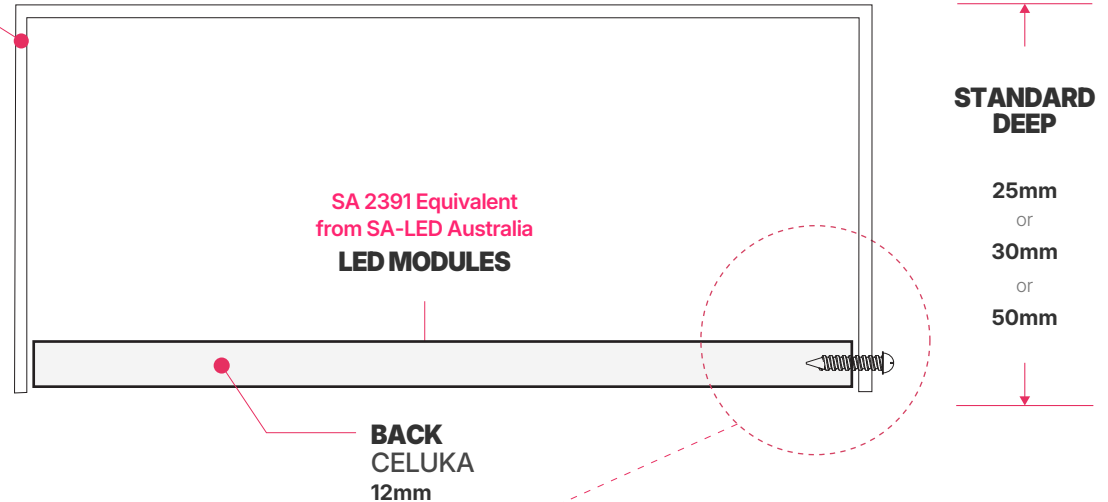 STANDARD
DEEP
25mm
or
30mm
or
50mm
SA 2391 Equivalent
from SA-LED Australia
LED MODULES
BACK
CELUKA
12mm